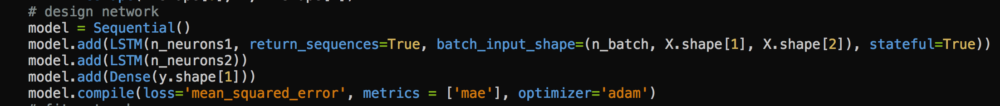 # design network
model = Sequential()
model.add(LSTM(n_neurons1, return_sequences=True, batch_input_shape=(n_batch, X.shape[1], X.shape[2]), stateful=True))
model.add(LSTM(n_neurons2))
model.add(Dense(y.shape[1]))
model.compile(loss='mean_squared_error', metrics = ['mae'], optimizer='adam')